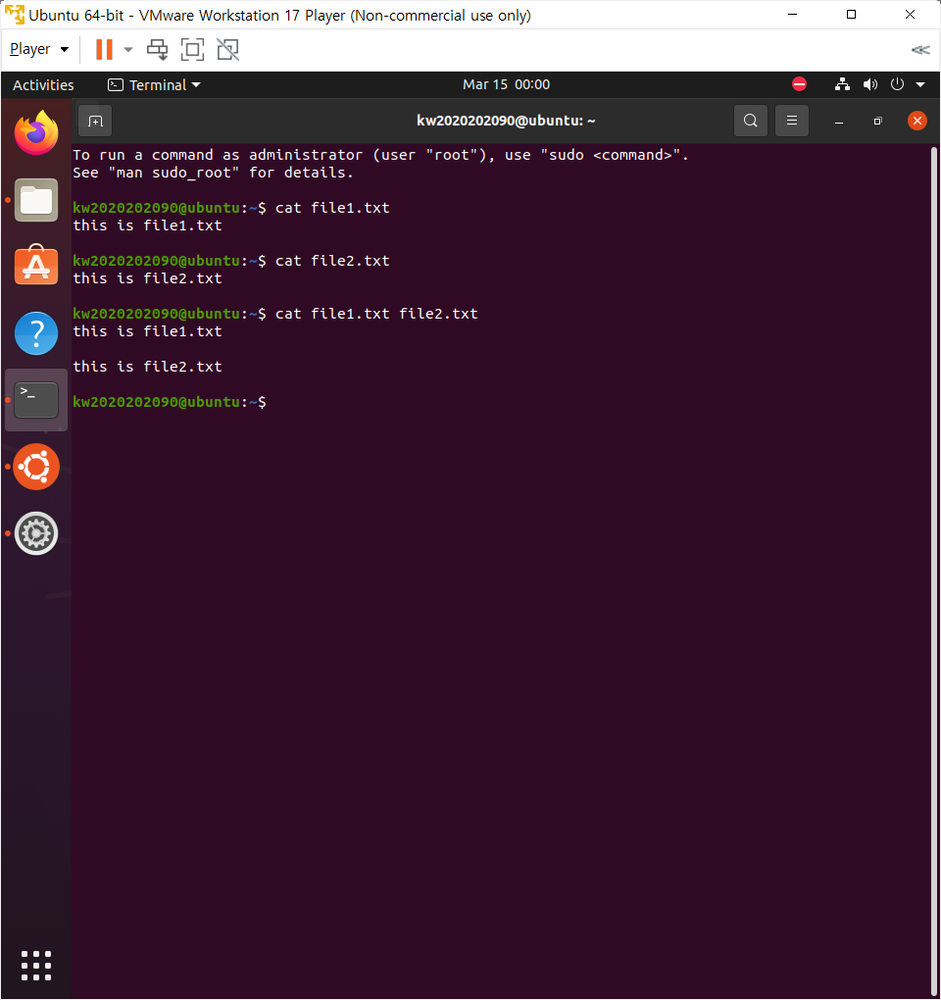 Ubuntu 64-bit - VMware Workstation 17 Player (Non-commercial use only)
Player
Activities
Terminal
Mar 15 00:00
kw2020202090@ubuntu: ~
To run a command as administrator (user "root"), use "sudo <command>".
See "man sudo_root" for details.
kw2020202090@ubuntu:~$ cat file1.txt
this is file1.txt
kw2020202090@ubuntu:~$ cat file2.txt
this is file2.txt
kw2020202090@ubuntu:~$ cat file1.txt file2.txt
this is file1.txt
this is file2.txt
kw2020202090@ubuntu:~$